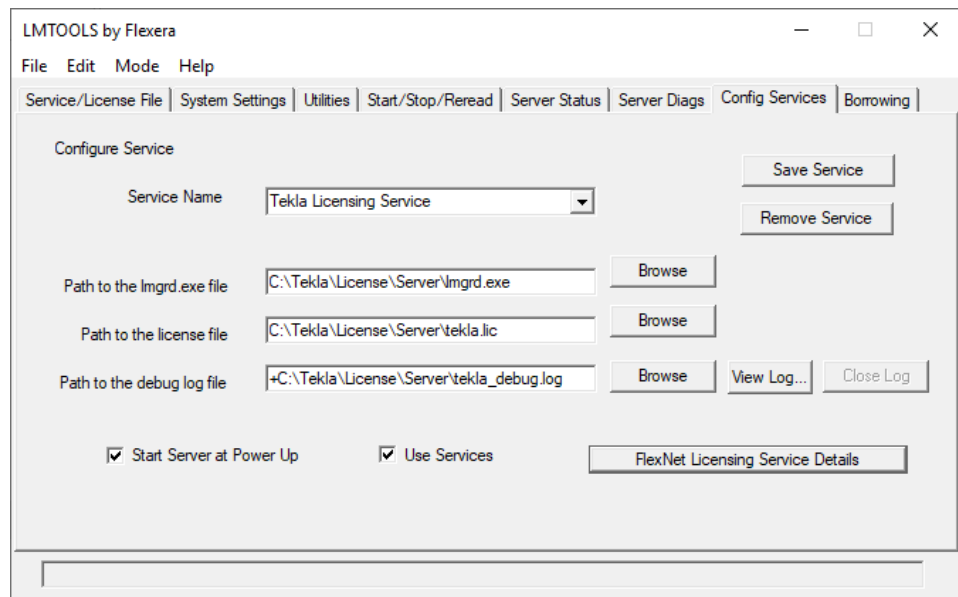 LMTOOLS by Flexera
File Edit Mode Help
Service/License File System Settings Utilities Start/Stop/Reread Server Status Server Diags Config Services Borrowing
Configure Service
Save Service
Service Name Tekla Licensing Service
Remove Service
Path to the lmgrd.exe file C:\Tekla\License\Server\lmgrd.exe Browse
Path to the license file C:\Tekla\License\Server\tekla.lic Browse
Path to the debug log file +C:\Tekla\License\Server\tekla_debug.log Browse View Log... Close Log
Start Server at Power Up Use Services FlexNet Licensing Service Details